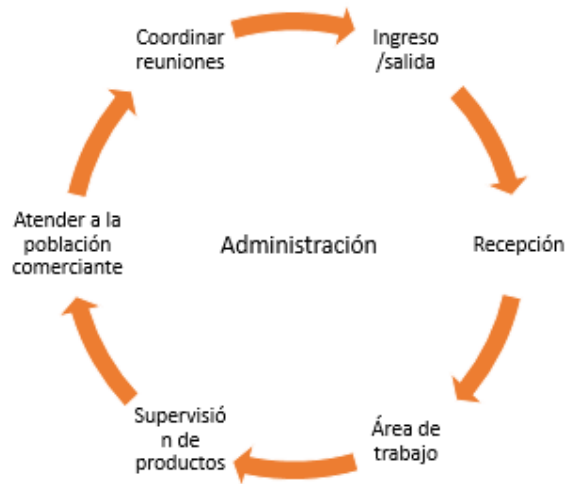 Coordinar
reuniones
Ingreso
/salida
Atender a la
población
comerciante
Administración
Recepción
Supervisió
n de
productos
Área de
trabajo